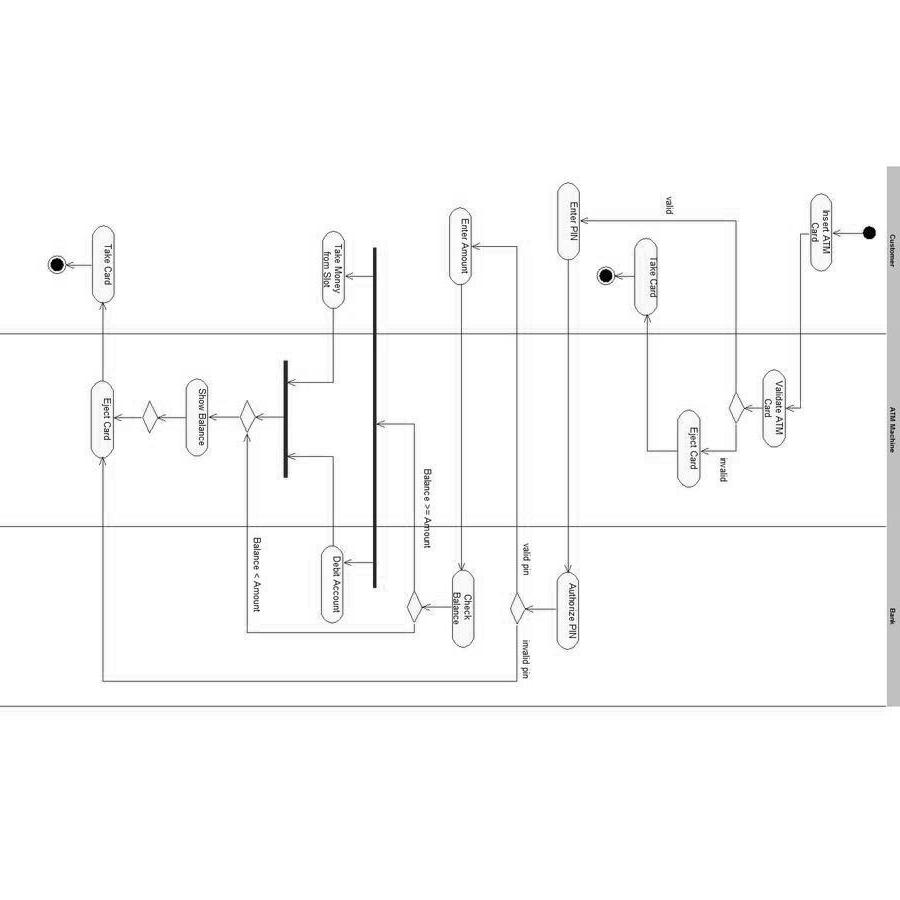 Customer
ATM Machine
Bank
Insert ATM
Card
Validate ATM
Card
valid
invalid
Eject Card
Take Card
Enter PIN
Authorize PIN
valid pin
invalid pin
Enter Amount
Check
Balance
Balance >= Amount
Balance < Amount
Take Money
from Slot
Debit Account
Show Balance
Eject Card
Take Card